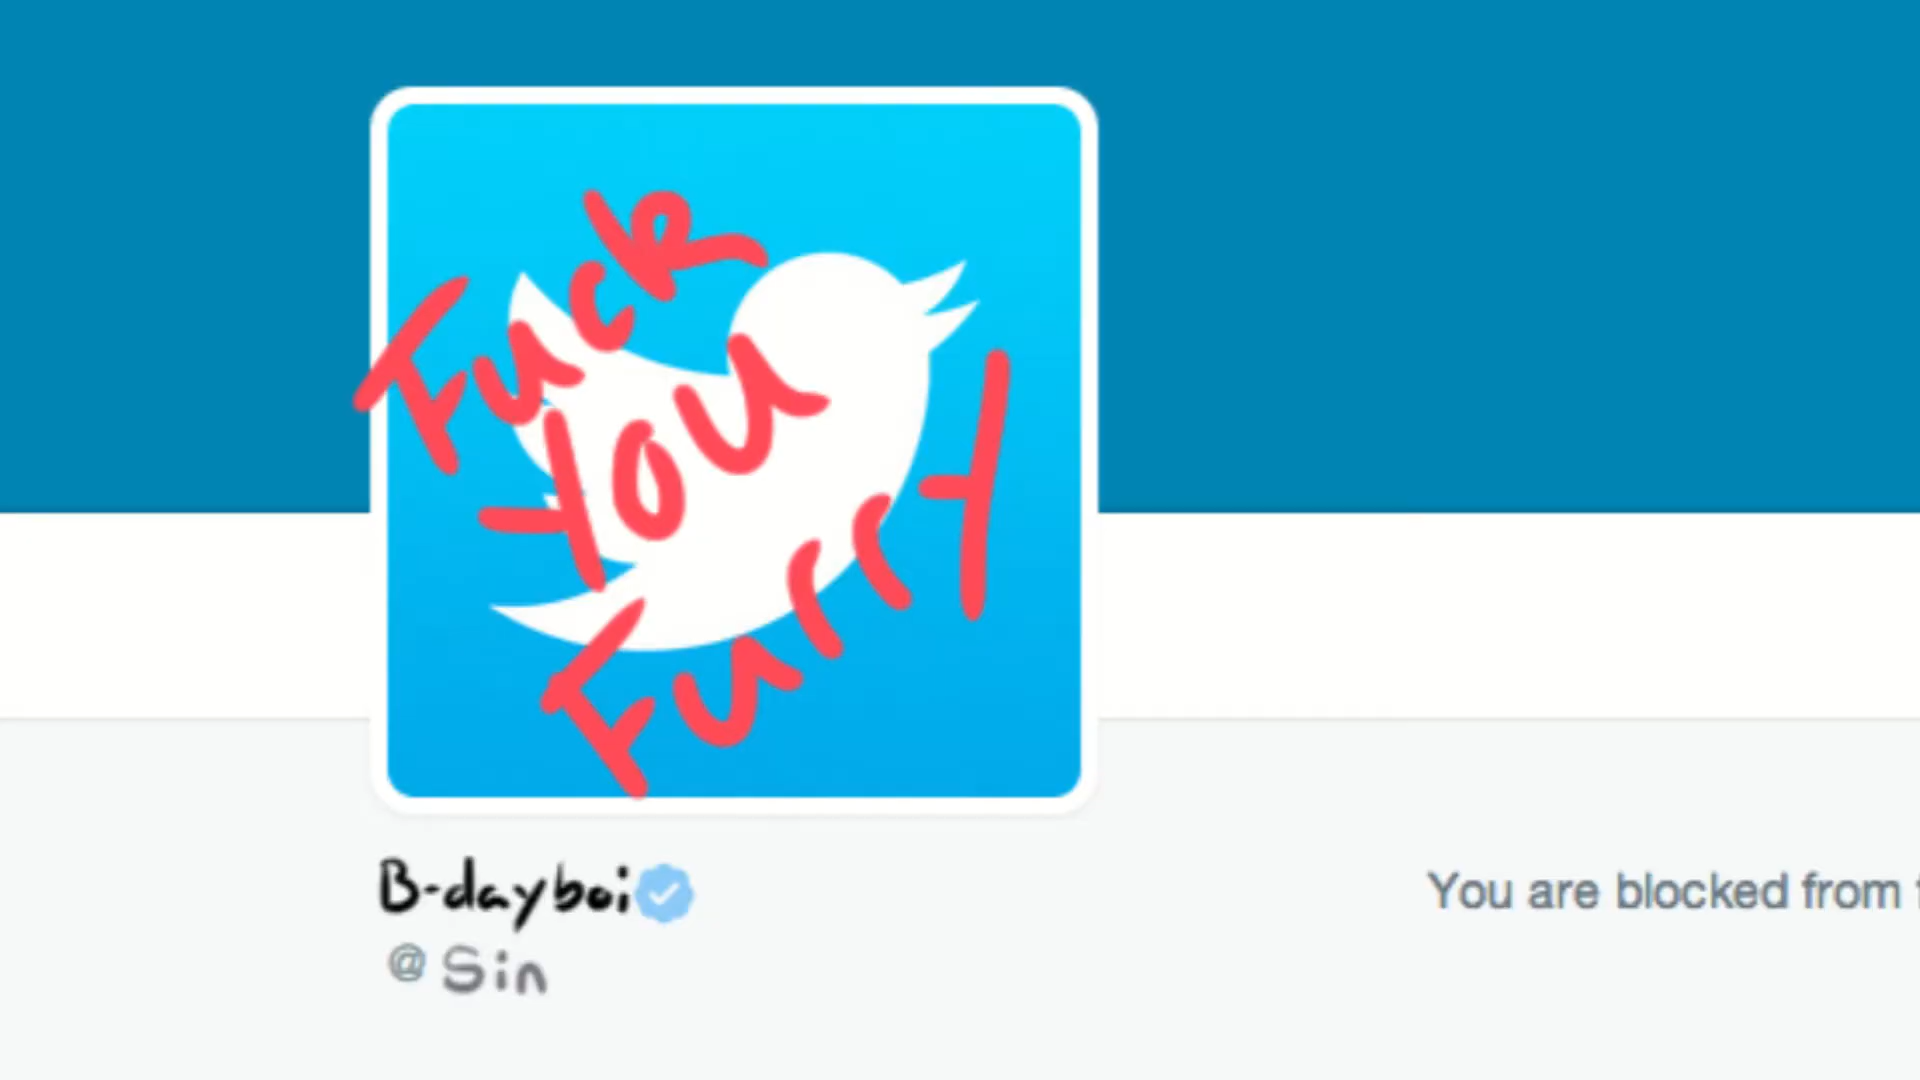 Fuck
You
Furry
B-dayboi
@Sin
You are blocked from